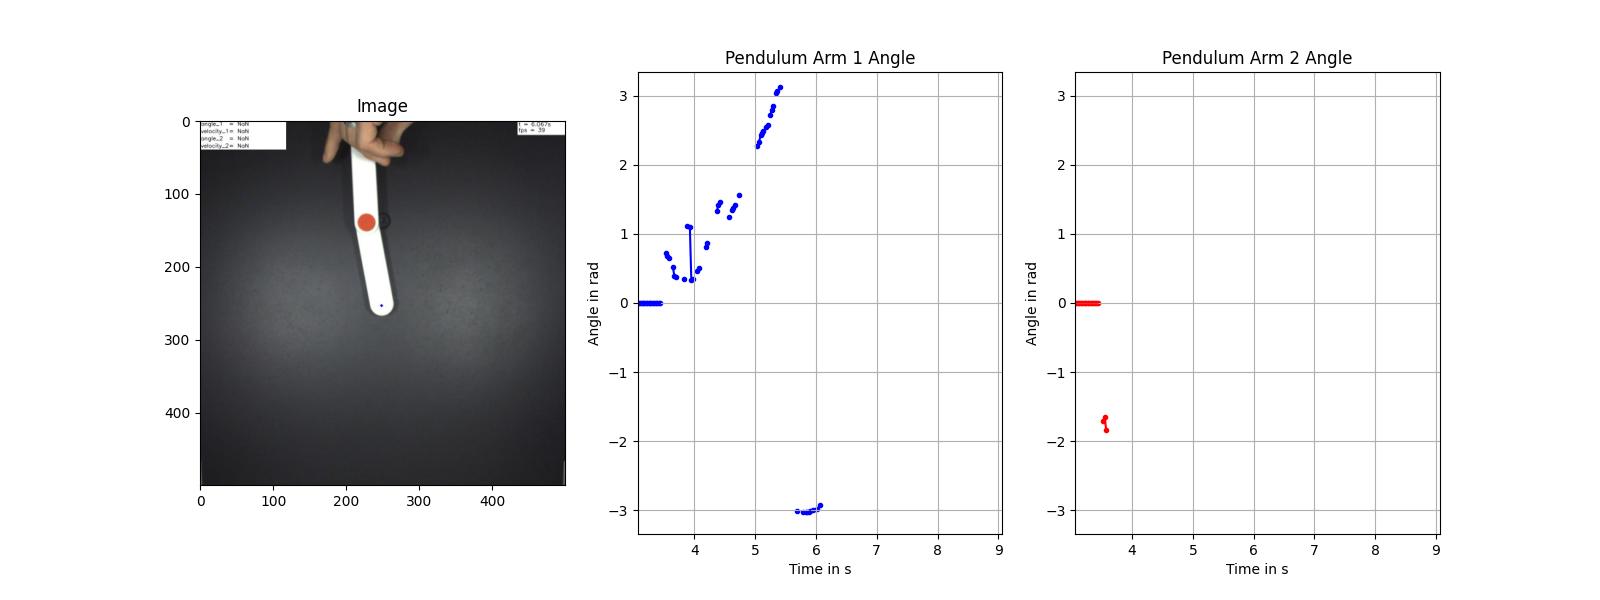 Image
0
100
200
300
400
0 100 200 300 400
angle_1 = NaN
velocity_1= NaN
angle_2 = NaN
velocity_2= NaN
t = 6.067s
fps = 39
Pendulum Arm 1 Angle
3
2
1
0
−1
−2
−3
Angle in rad
4 5 6 7 8 9
Time in s
Pendulum Arm 2 Angle
3
2
1
0
−1
−2
−3
Angle in rad
4 5 6 7 8 9
Time in s